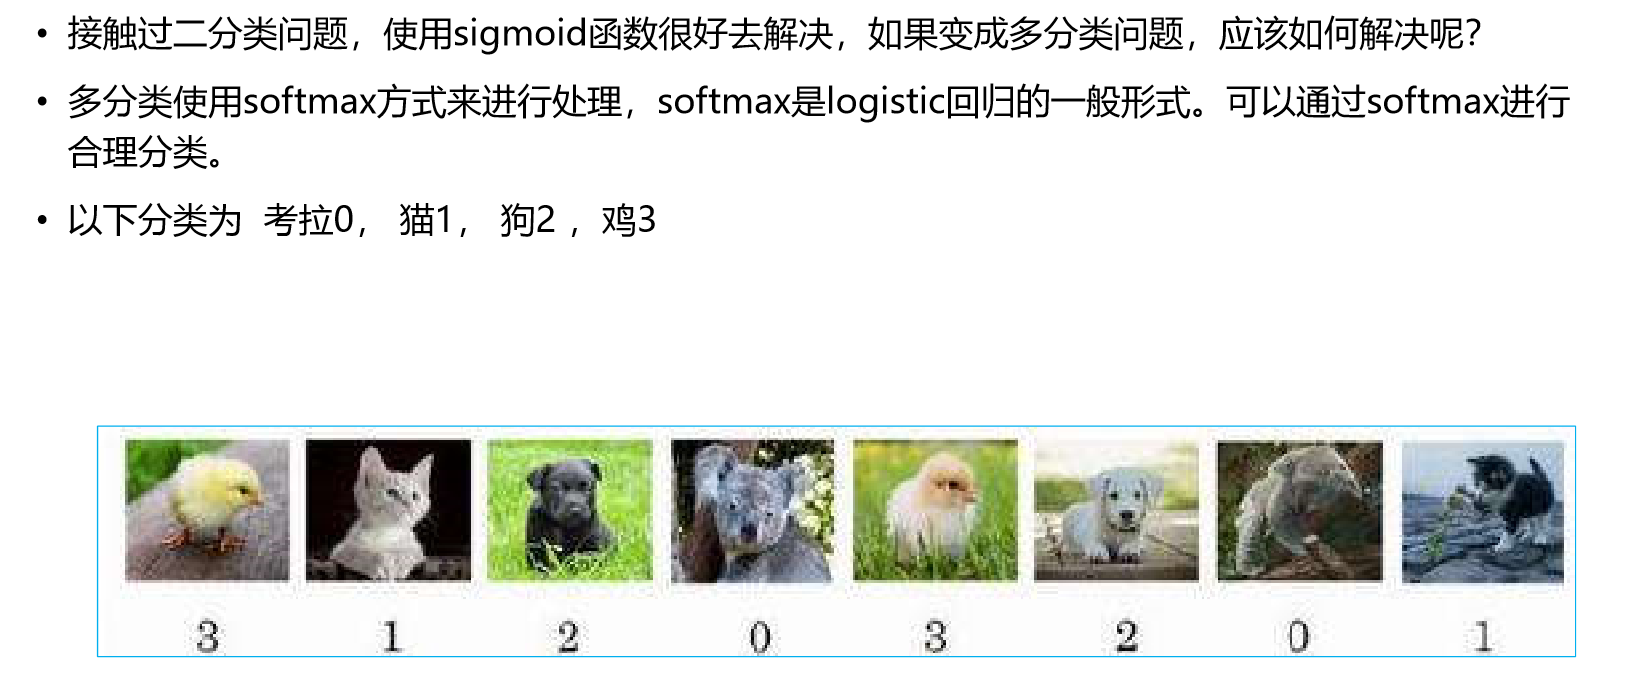 • 接触过二分类问题，使用sigmoid函数很好去解决，如果变成多分类问题，应该如何解决呢？
• 多分类使用softmax方式来进行处理，softmax是logistic回归的一般形式。可以通过softmax进行
合理分类。
• 以下分类为 考拉0， 猫1， 狗2 ，鸡3
3 1 2 0 3 2 0 1